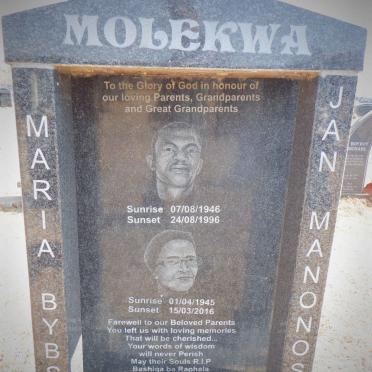 MOLEKWA
To the Glory of God in honour of
our loving Parents, Grandparents
and Great Grandparents
Sunrise 07/08/1946
Sunset 24/08/1996
Sunrise 01/04/1945
Sunset 15/03/2016
Farewell to our Beloved Parents
You left us with loving memories
That will be cherished...
Your words of wisdom
will never Perish
May their Souls R.I.P
Bashiga ba Raphela
MARIA BYBS
JAN MANONOS